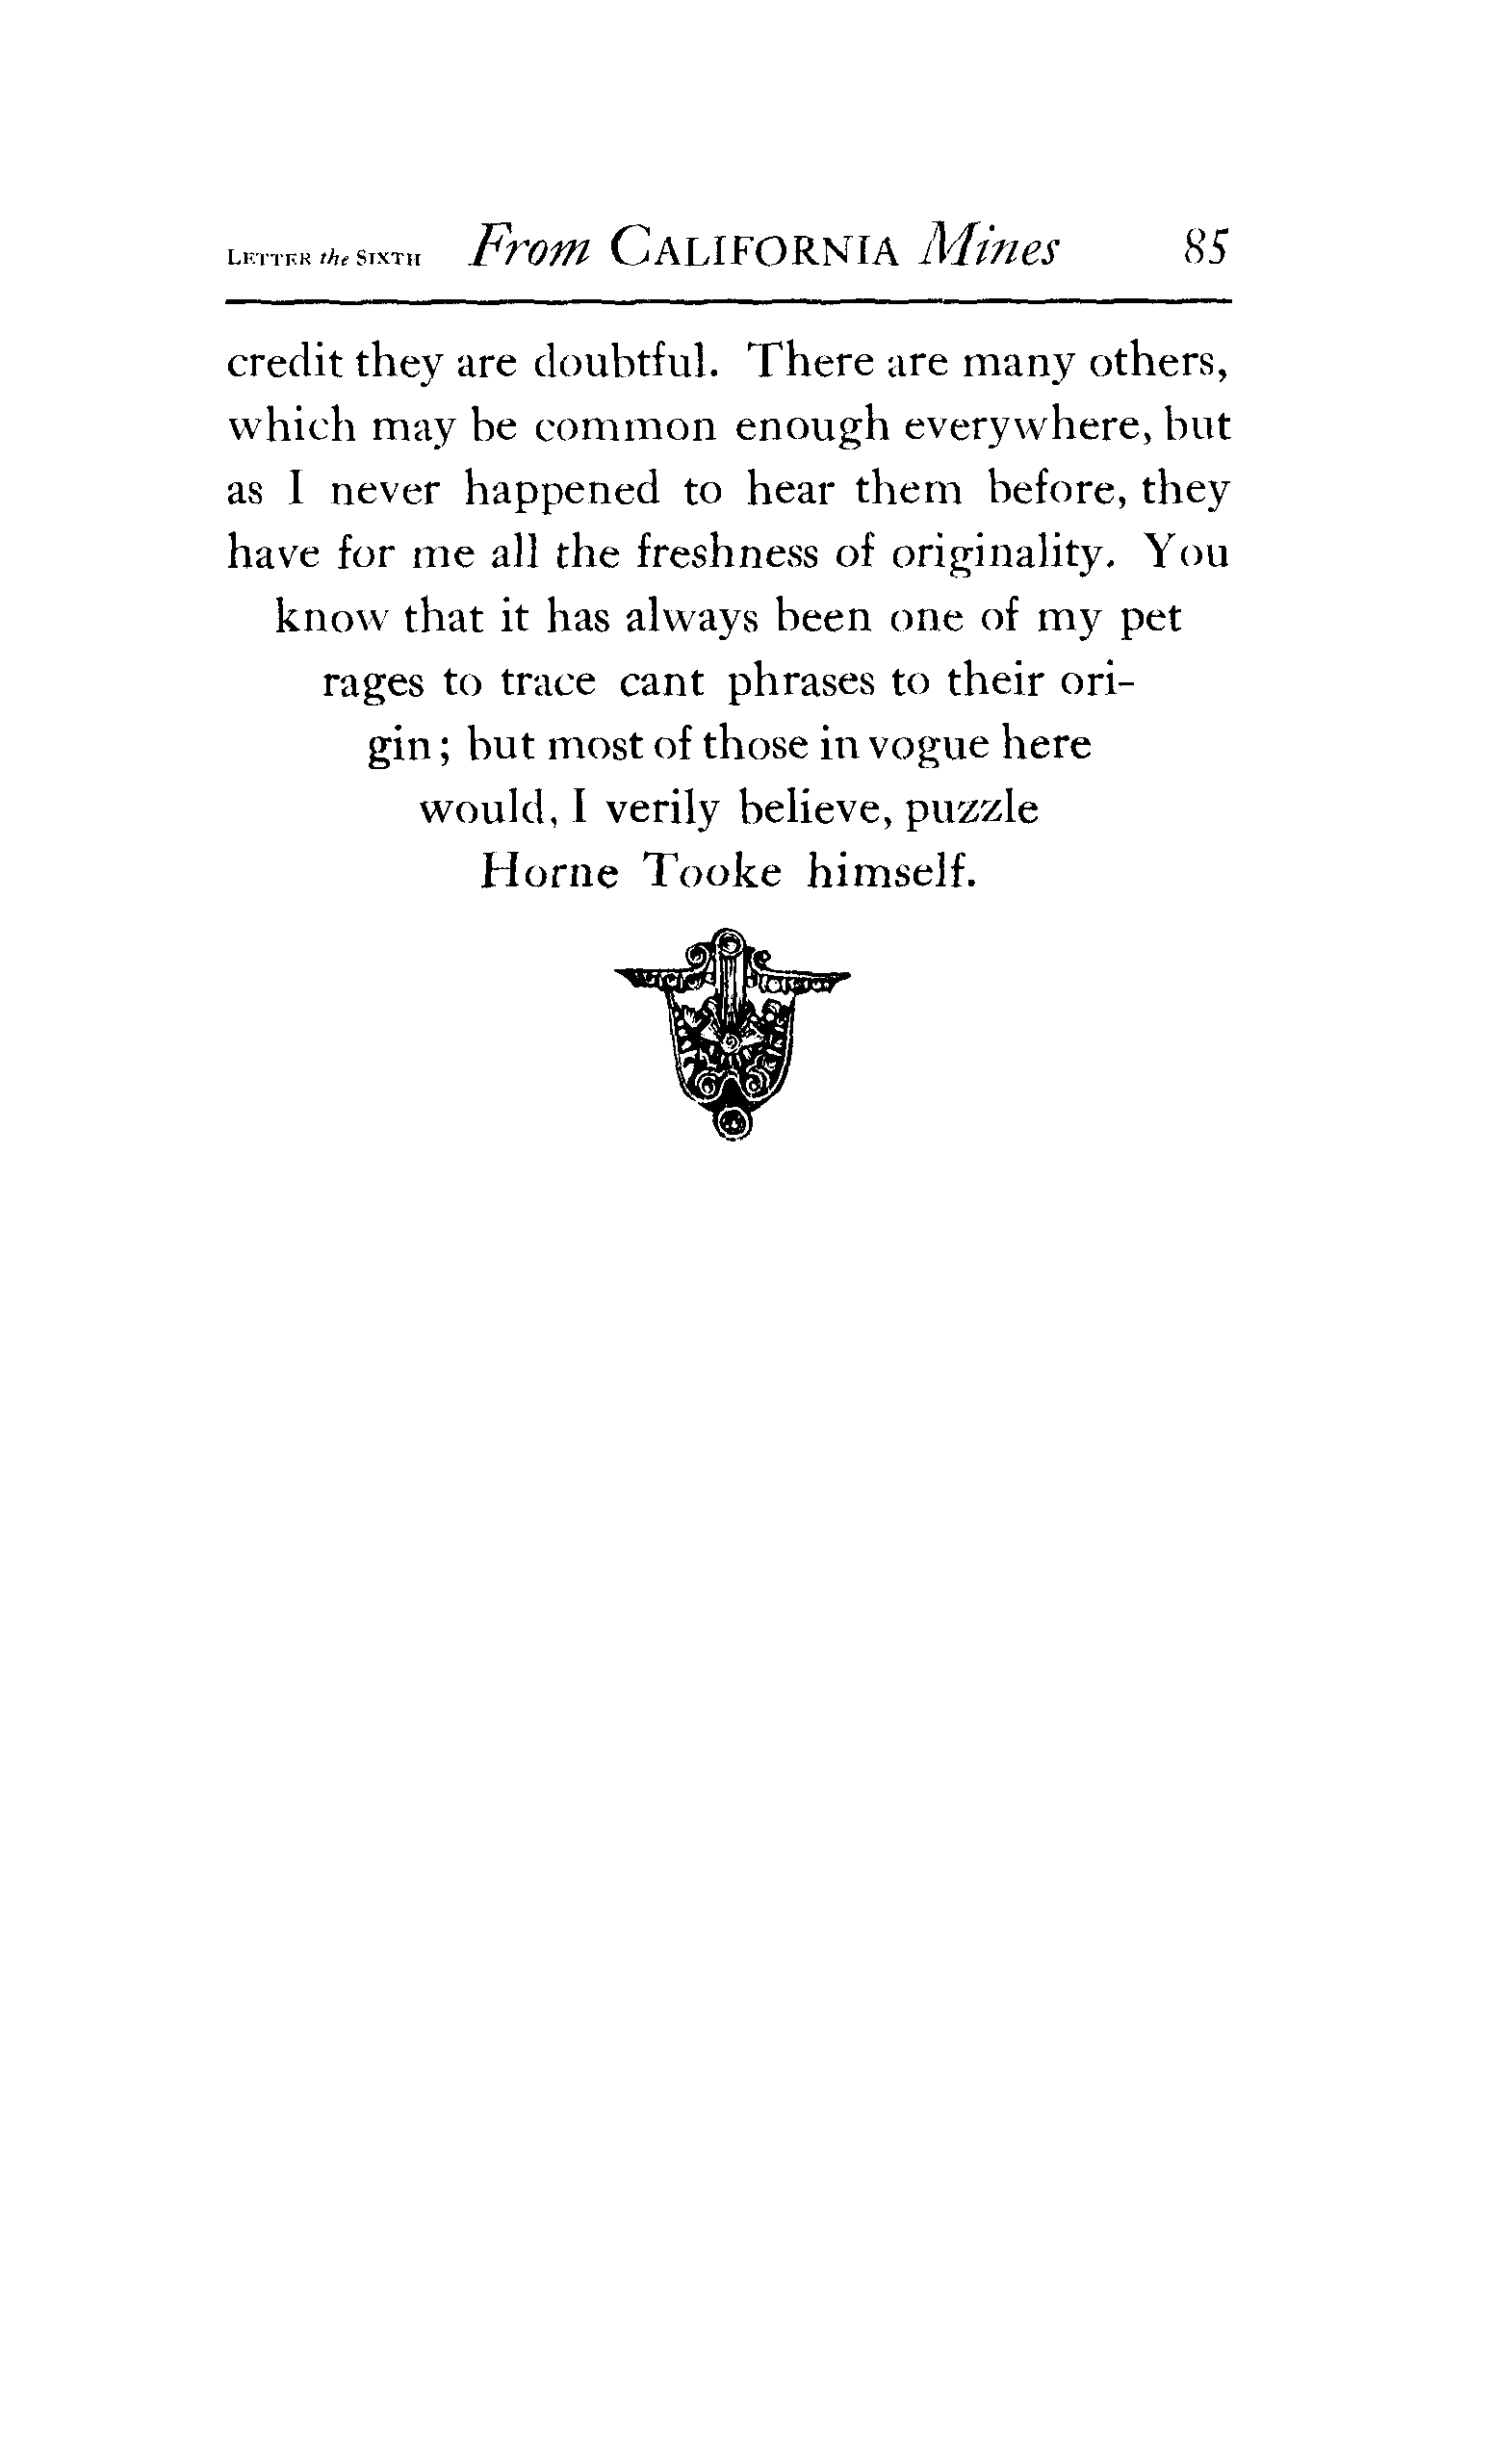 LETTER the SIXTH From CALIFORNIA Mines 85
credit they are doubtful. There are many others,
which may be common enough everywhere, but
as I never happened to hear them before, they
have for me all the freshness of originality. You
know that it has always been one of my pet
rages to trace cant phrases to their ori-
gin; but most of those in vogue here
would, I verily believe, puzzle
Horne Tooke himself.